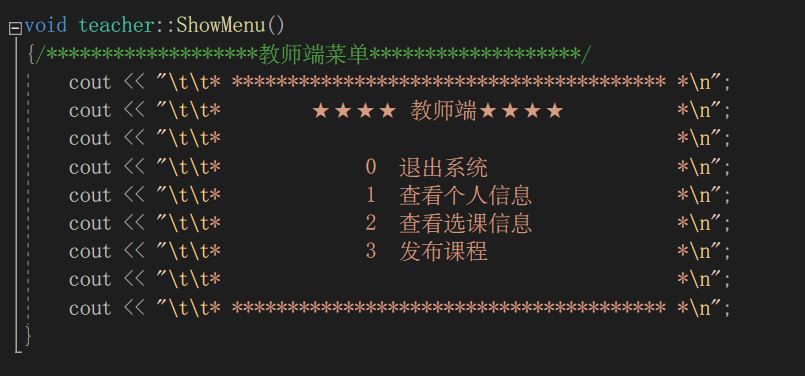 void teacher::ShowMenu()
{/*******************教师端菜单*******************/
    cout << "\t\t* *************************************** *\n";
    cout << "\t\t*        ★★★★ 教师端★★★★          *\n";
    cout << "\t\t*                                         *\n";
    cout << "\t\t*             0  退出系统                 *\n";
    cout << "\t\t*             1  查看个人信息             *\n";
    cout << "\t\t*             2  查看选课信息             *\n";
    cout << "\t\t*             3  发布课程                 *\n";
    cout << "\t\t*                                         *\n";
    cout << "\t\t* *************************************** *\n";
}